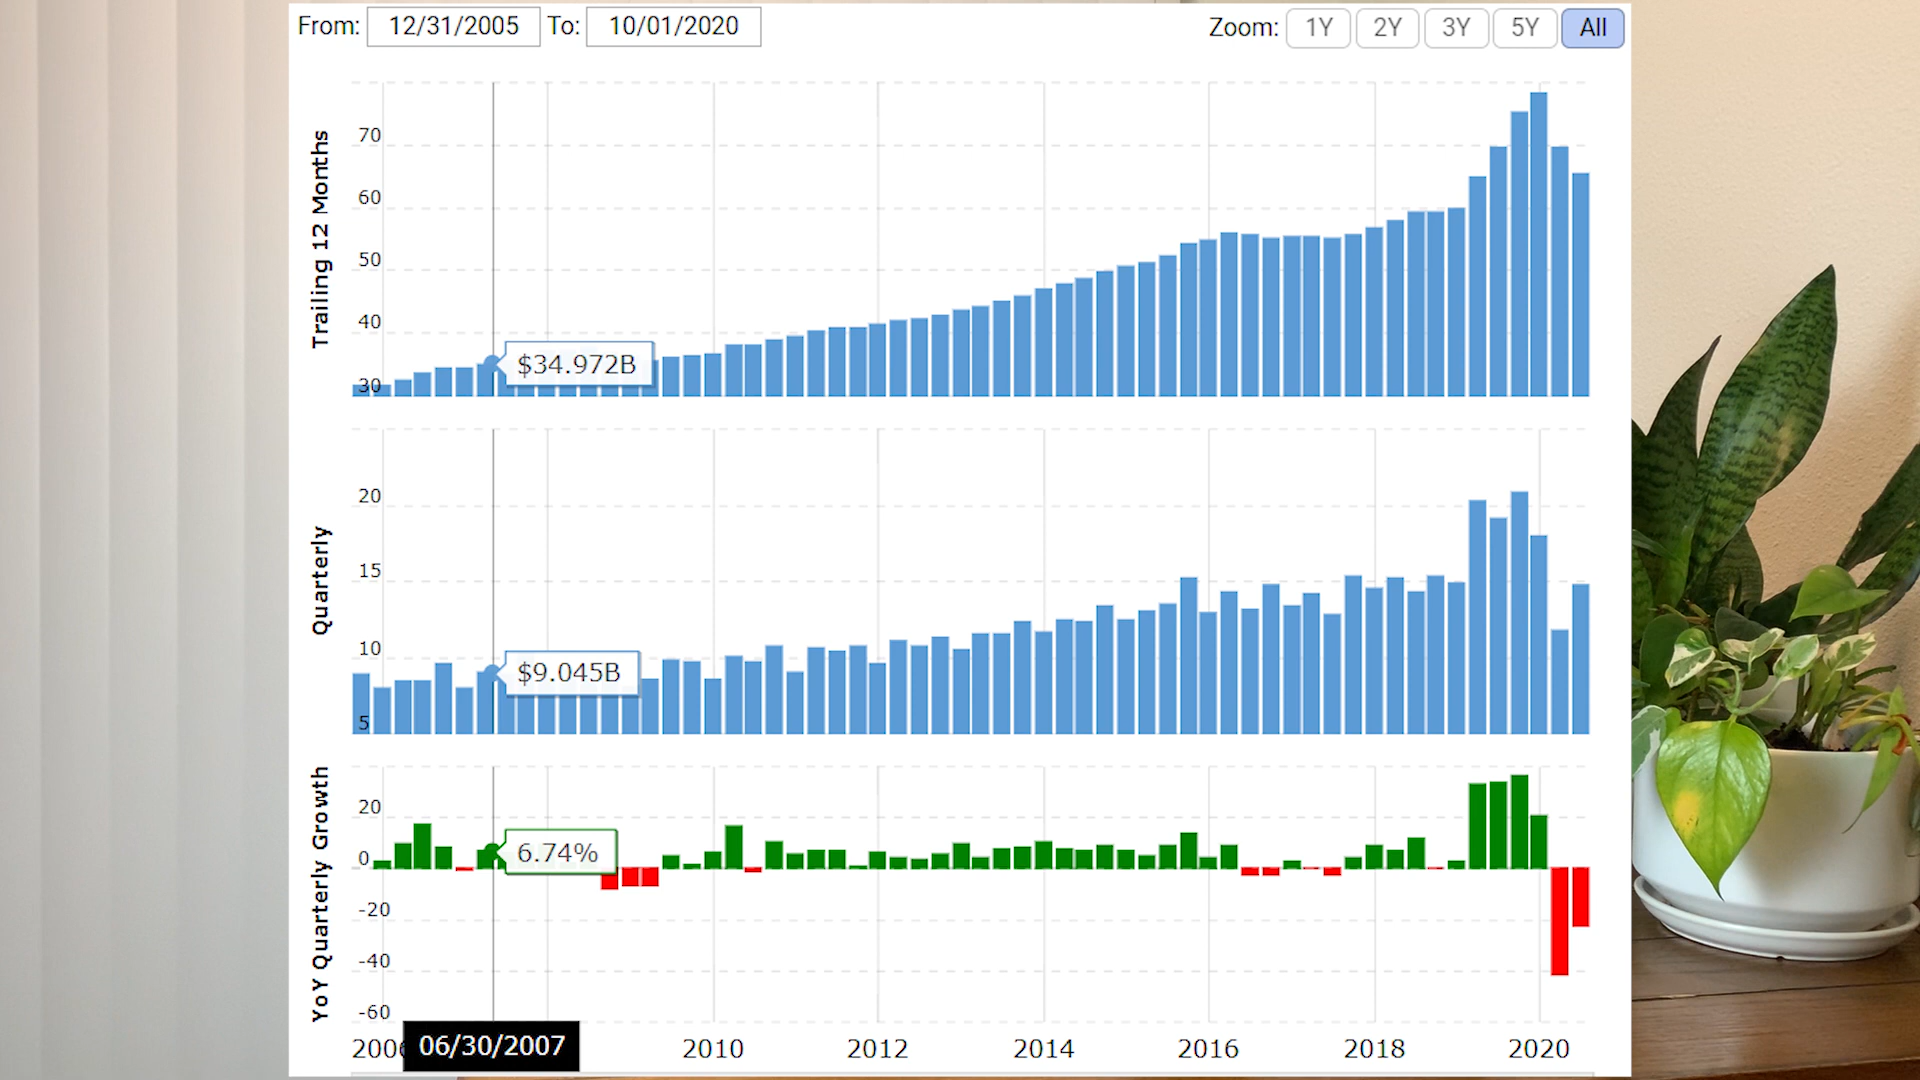 From: 12/31/2005 To: 10/01/2020 Zoom: 1Y 2Y 3Y 5Y All
Trailing 12 Months
70
60
50
40
30
$34.972B
Quarterly
20
15
10
5
$9.045B
YoY Quarterly Growth
20
0
-20
-40
-60
6.74%
06/30/2007
2010 2012 2014 2016 2018 2020